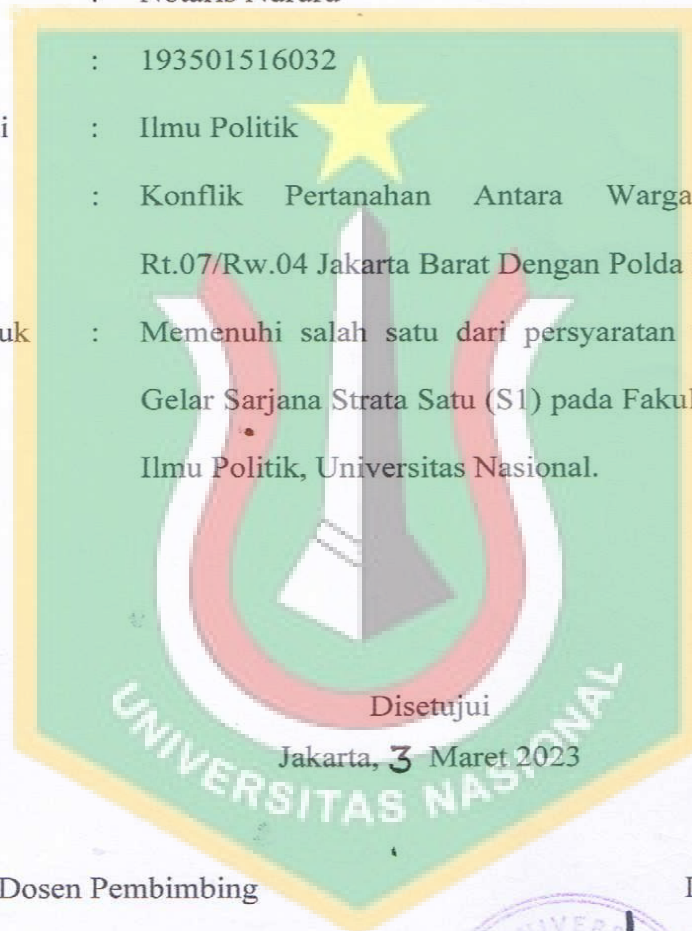 : 193501516032
i : Ilmu Politik
: Konflik Pertanahan Antara Warga
Rt.07/Rw.04 Jakarta Barat Dengan Polda
uk : Memenuhi salah satu dari persyaratan
Gelar Sarjana Strata Satu (S1) pada Fakul
Ilmu Politik, Universitas Nasional.
UNIVERSITAS NASIONAL
Disetujui
Jakarta, 3 Maret 2023
Dosen Pembimbing
UNIVERS